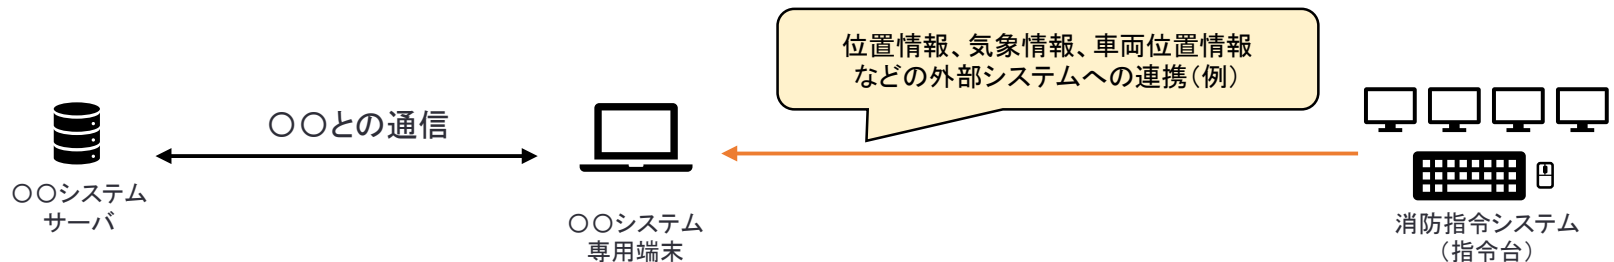 位置情報、気象情報、車両位置情報
などの外部システムへの連携（例）
〇〇との通信
〇〇システム
サーバ
〇〇システム
専用端末
消防指令システム
（指令台）